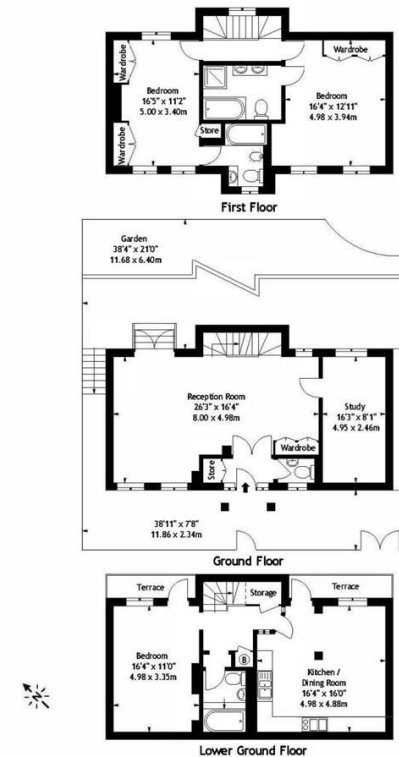 Wardrobe
Wardrobe
Bedroom
16'5" x 11'2"
5.00 x 3.40m
Bedroom
16'4" x 12'11"
4.98 x 3.94m
Wardrobe
Store
First Floor
Garden
38'4" x 21'0"
11.68 x 6.40m
Reception Room
26'3" x 16'4"
8.00 x 4.98m
Study
16'3" x 8'1"
4.95 x 2.46m
Wardrobe
Store
38'11" x 7'8"
11.86 x 2.34m
Ground Floor
Terrace
Storage
Terrace
Bedroom
16'4" x 11'0"
4.98 x 3.35m
B
Kitchen /
Dining Room
16'4" x 16'0"
4.98 x 4.88m
N
Lower Ground Floor